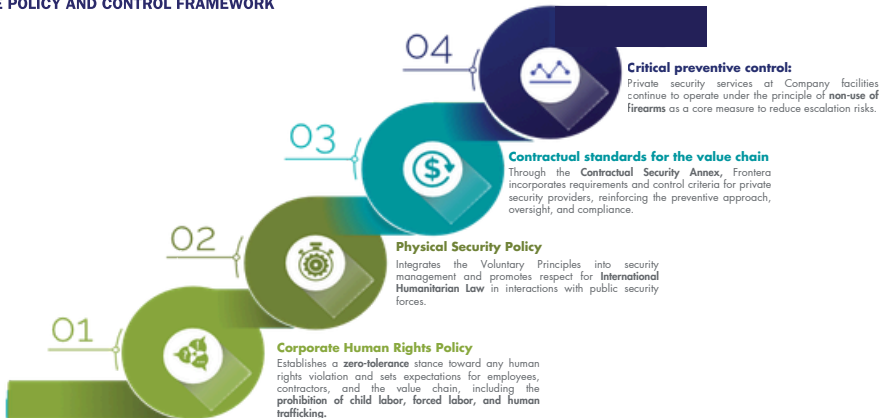 E POLICY AND CONTROL FRAMEWORK
04
Critical preventive control:
Private security services at Company facilities
continue to operate under the principle of non-use of
firearms as a core measure to reduce escalation risks.
03
Contractual standards for the value chain
Through the Contractual Security Annex, Frontera
incorporates requirements and control criteria for private
security providers, reinforcing the preventive approach,
oversight, and compliance.
02
Physical Security Policy
Integrates the Voluntary Principles into security
management and promotes respect for International
Humanitarian Law in interactions with public security
forces.
01
Corporate Human Rights Policy
Establishes a zero-tolerance stance toward any human
rights violation and sets expectations for employees,
contractors, and the value chain, including the
prohibition of child labor, forced labor, and human
trafficking.